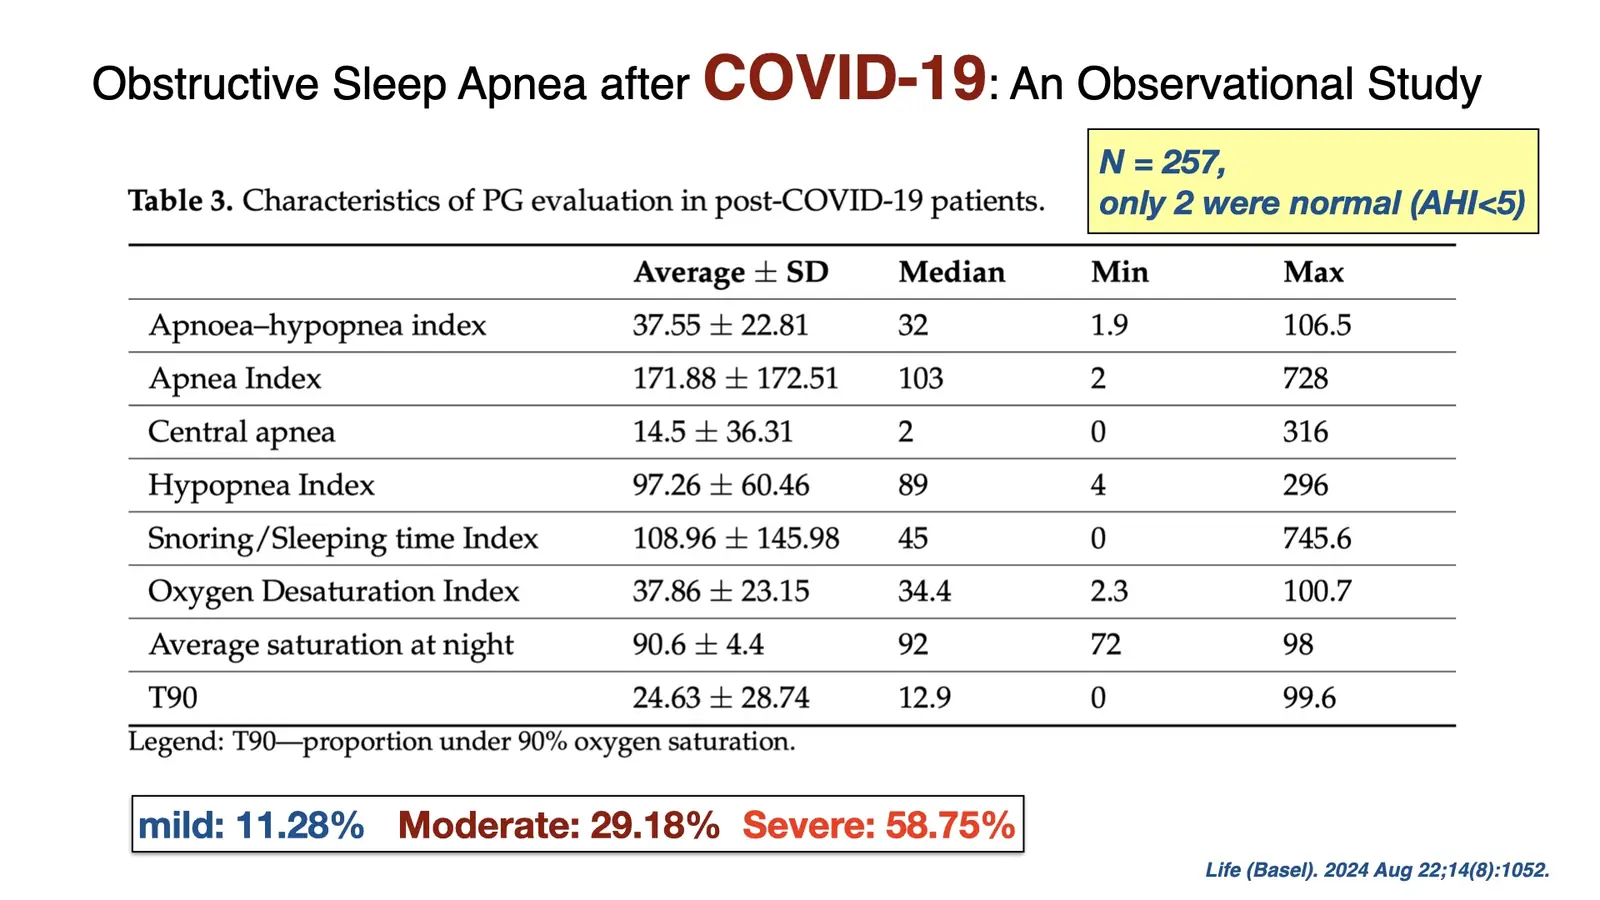 Obstructive Sleep Apnea after COVID-19: An Observational Study
N = 257,
only 2 were normal (AHI<5)
Table 3. Characteristics of PG evaluation in post-COVID-19 patients.
Average ± SD Median Min Max
Apnoea–hypopnea index 37.55 ± 22.81 32 1.9 106.5
Apnea Index 171.88 ± 172.51 103 2 728
Central apnea 14.5 ± 36.31 2 0 316
Hypopnea Index 97.26 ± 60.46 89 4 296
Snoring/Sleeping time Index 108.96 ± 145.98 45 0 745.6
Oxygen Desaturation Index 37.86 ± 23.15 34.4 2.3 100.7
Average saturation at night 90.6 ± 4.4 92 72 98
T90 24.63 ± 28.74 12.9 0 99.6
Legend: T90—proportion under 90% oxygen saturation.
mild: 11.28% Moderate: 29.18% Severe: 58.75%
Life (Basel). 2024 Aug 22;14(8):1052.